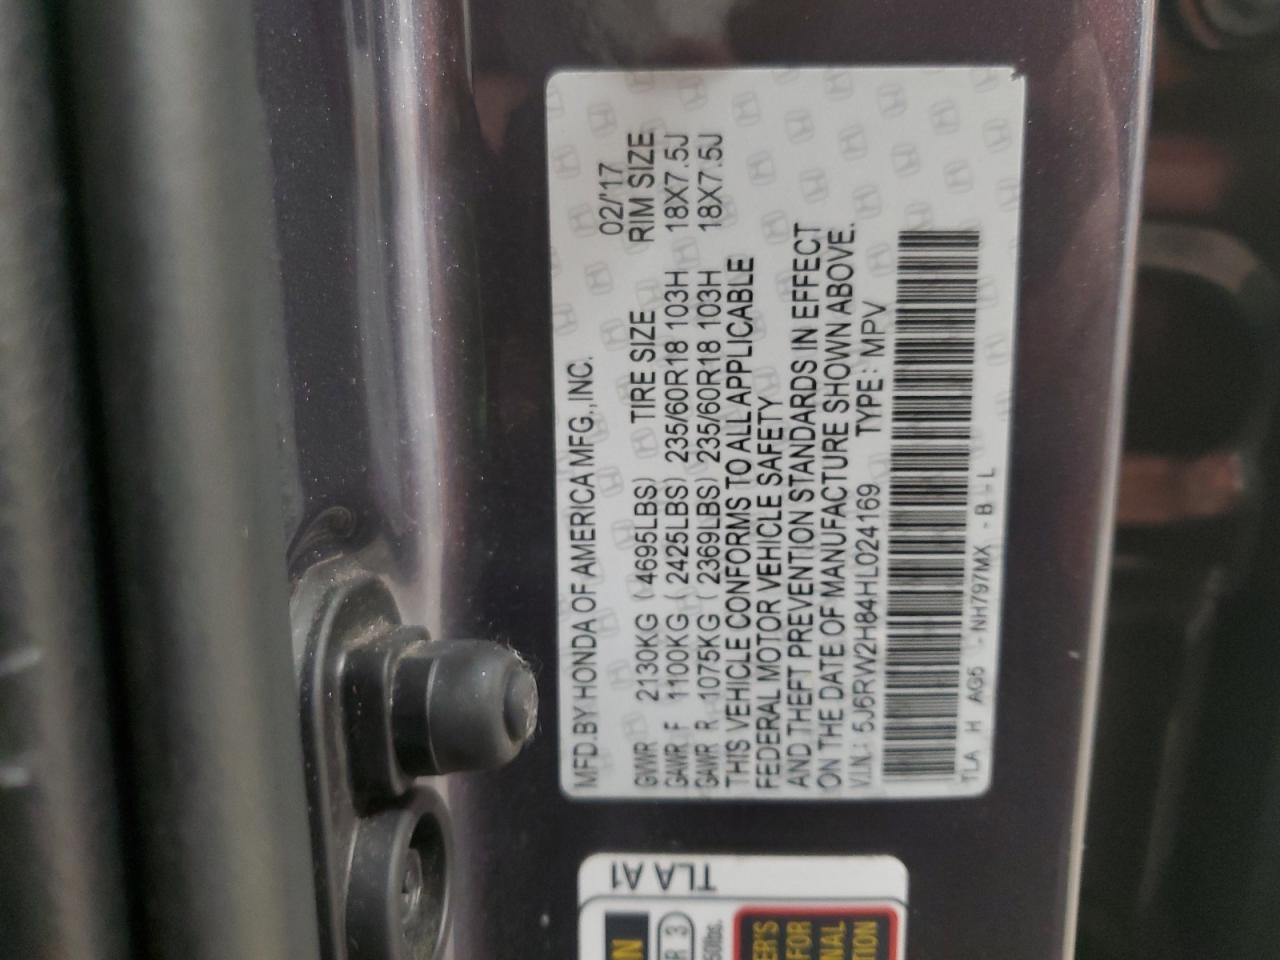 MFD.BY HONDA OF AMERICA MFG.,INC.
02/'17
GVWR 2130KG (4695LBS) TIRE SIZE RIM SIZE
GAWR F 1100KG (2425LBS) 235/60R18 103H 18X7.5J
GAWR R 1075KG (2369LBS) 235/60R18 103H 18X7.5J
THIS VEHICLE CONFORMS TO ALL APPLICABLE
FEDERAL MOTOR VEHICLE SAFETY
AND THEFT PREVENTION STANDARDS IN EFFECT
ON THE DATE OF MANUFACTURE SHOWN ABOVE.
V.I.N.: 5J6RW2H84HL024169 TYPE: MPV
TLA H AG5 - NH797MX - B - L
TLA A1